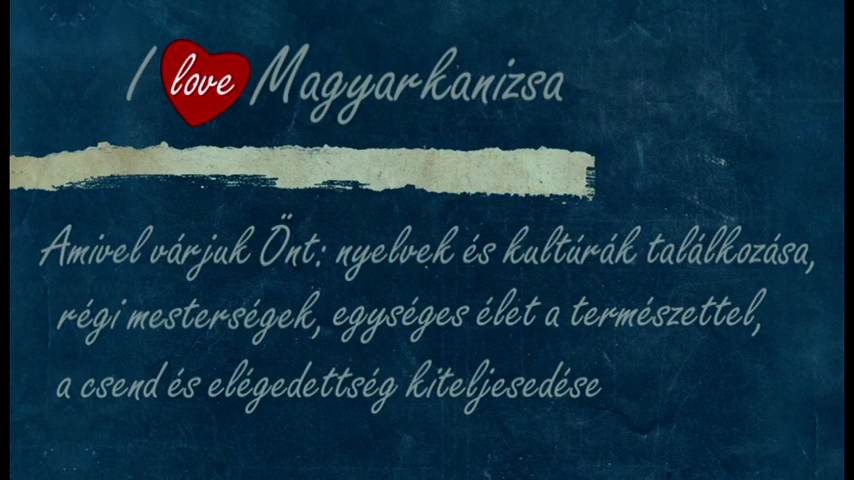 I love Magyarkanizsa
Amivel várjuk Önt: nyelvek és kultúrák találkozása,
régi mesterségek, egységes élet a természettel,
a csend és elégedettség kiteljesedése